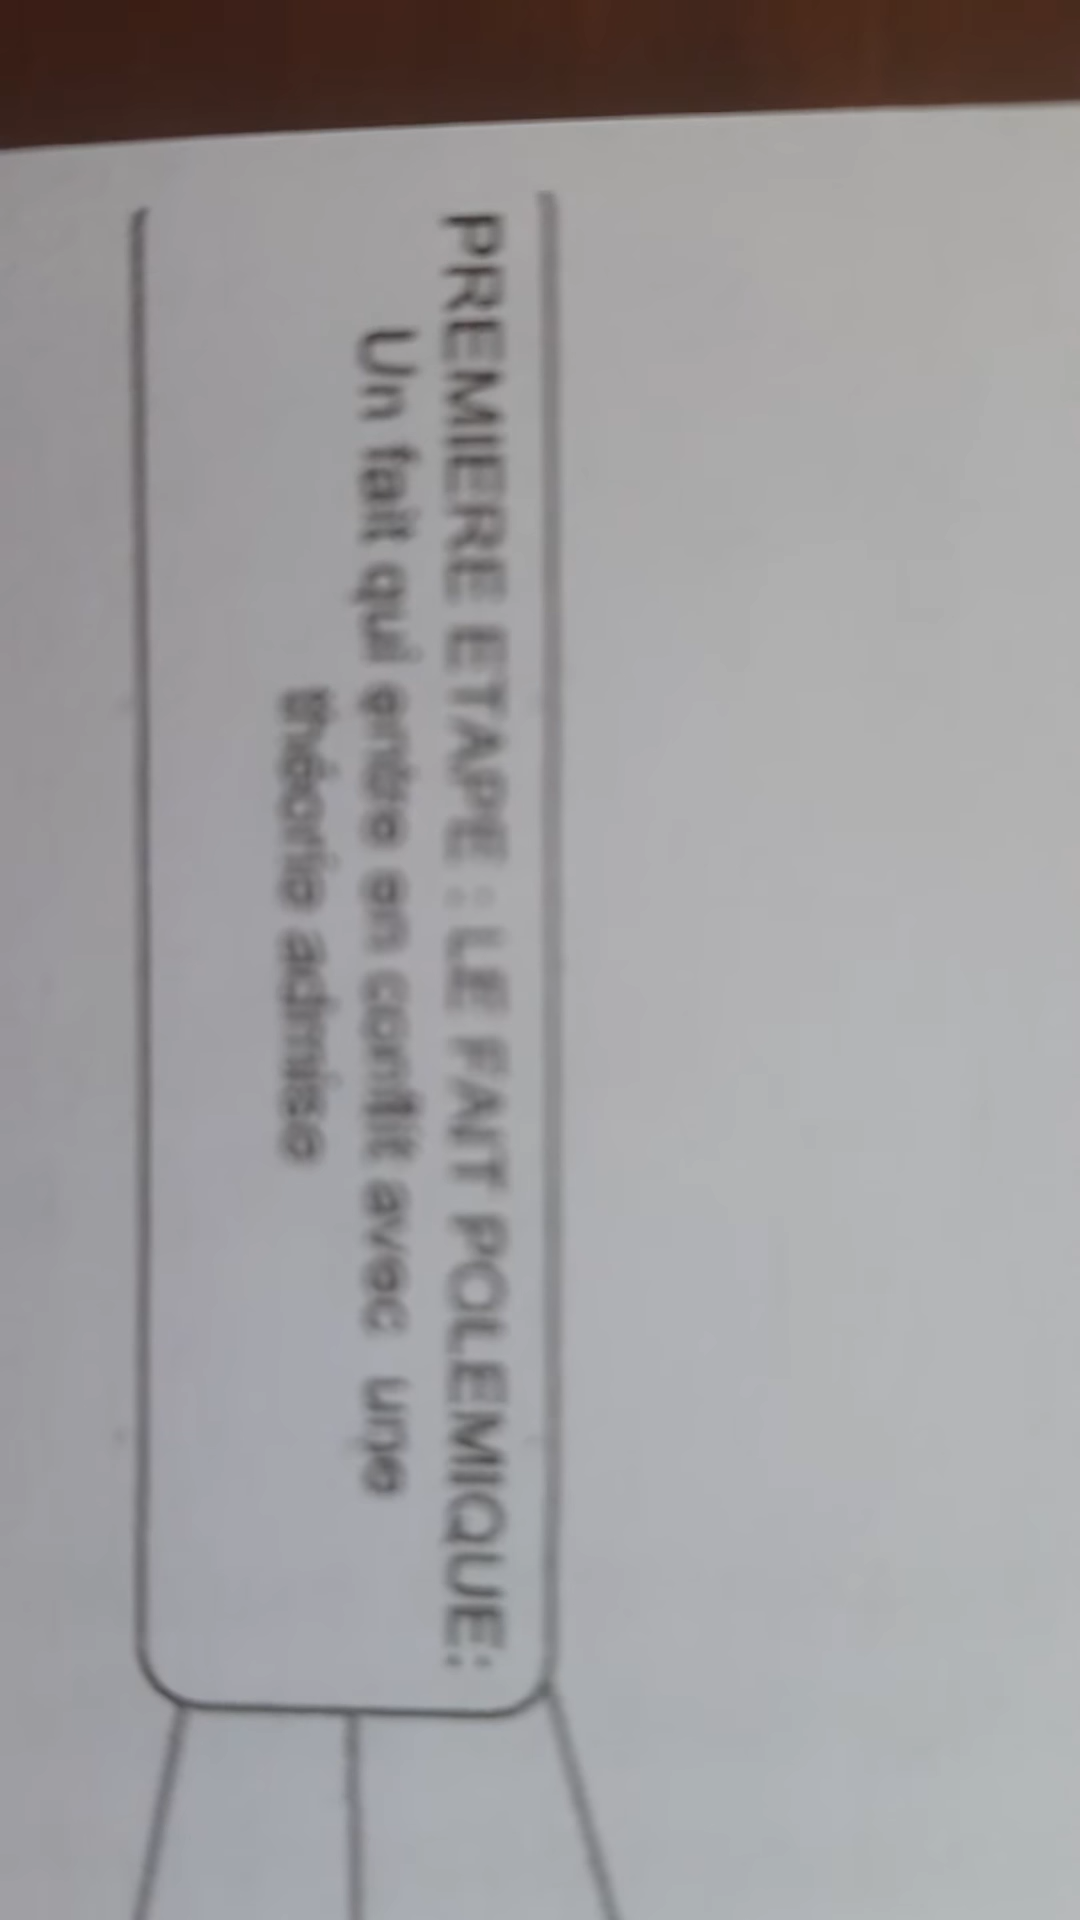 PREMIERE ETAPE : LE FAIT POLEMIQUE:
Un fait qui entre en conflit avec une
théorie admise